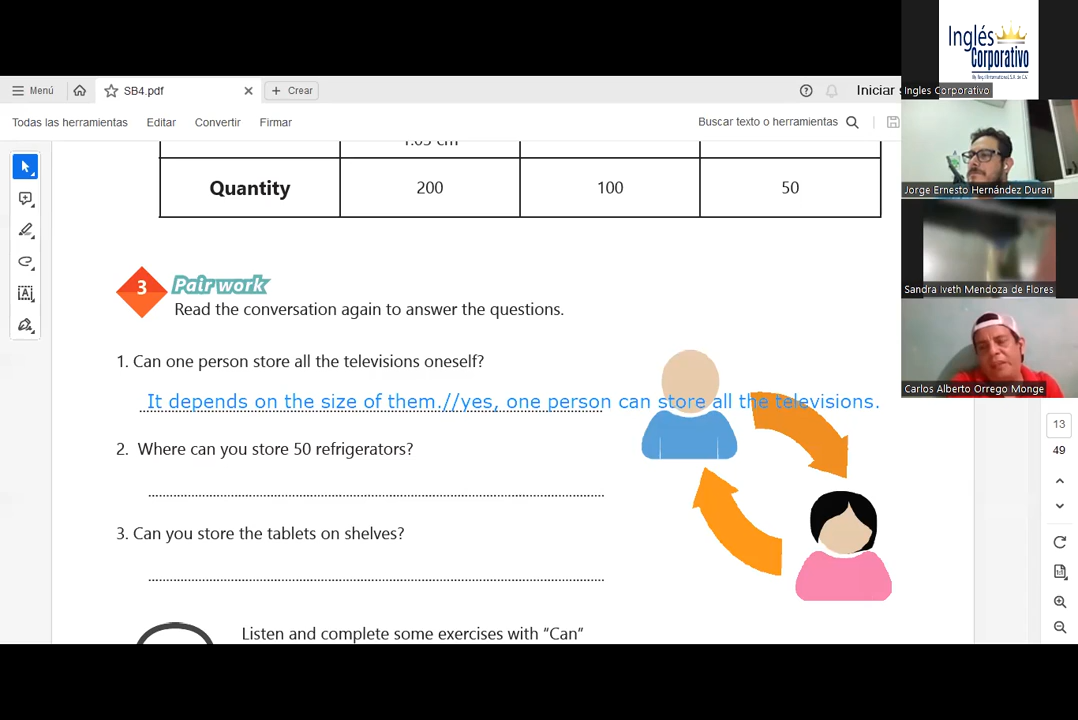 Inglés
Corporativo
Ingles Corporativo
Menú
SB4.pdf
Crear
Iniciar s
Todas las herramientas
Editar
Convertir
Firmar
Buscar texto o herramientas
1.05 cm
Quantity
200
100
50
Jorge Ernesto Hernández Duran
Sandra Iveth Mendoza de Flores
Carlos Alberto Orrego Monge
3
Pair work
Read the conversation again to answer the questions.
1. Can one person store all the televisions oneself?
It depends on the size of them.//yes, one person can store all the televisions.
2. Where can you store 50 refrigerators?
3. Can you store the tablets on shelves?
Listen and complete some exercises with “Can”
13
49